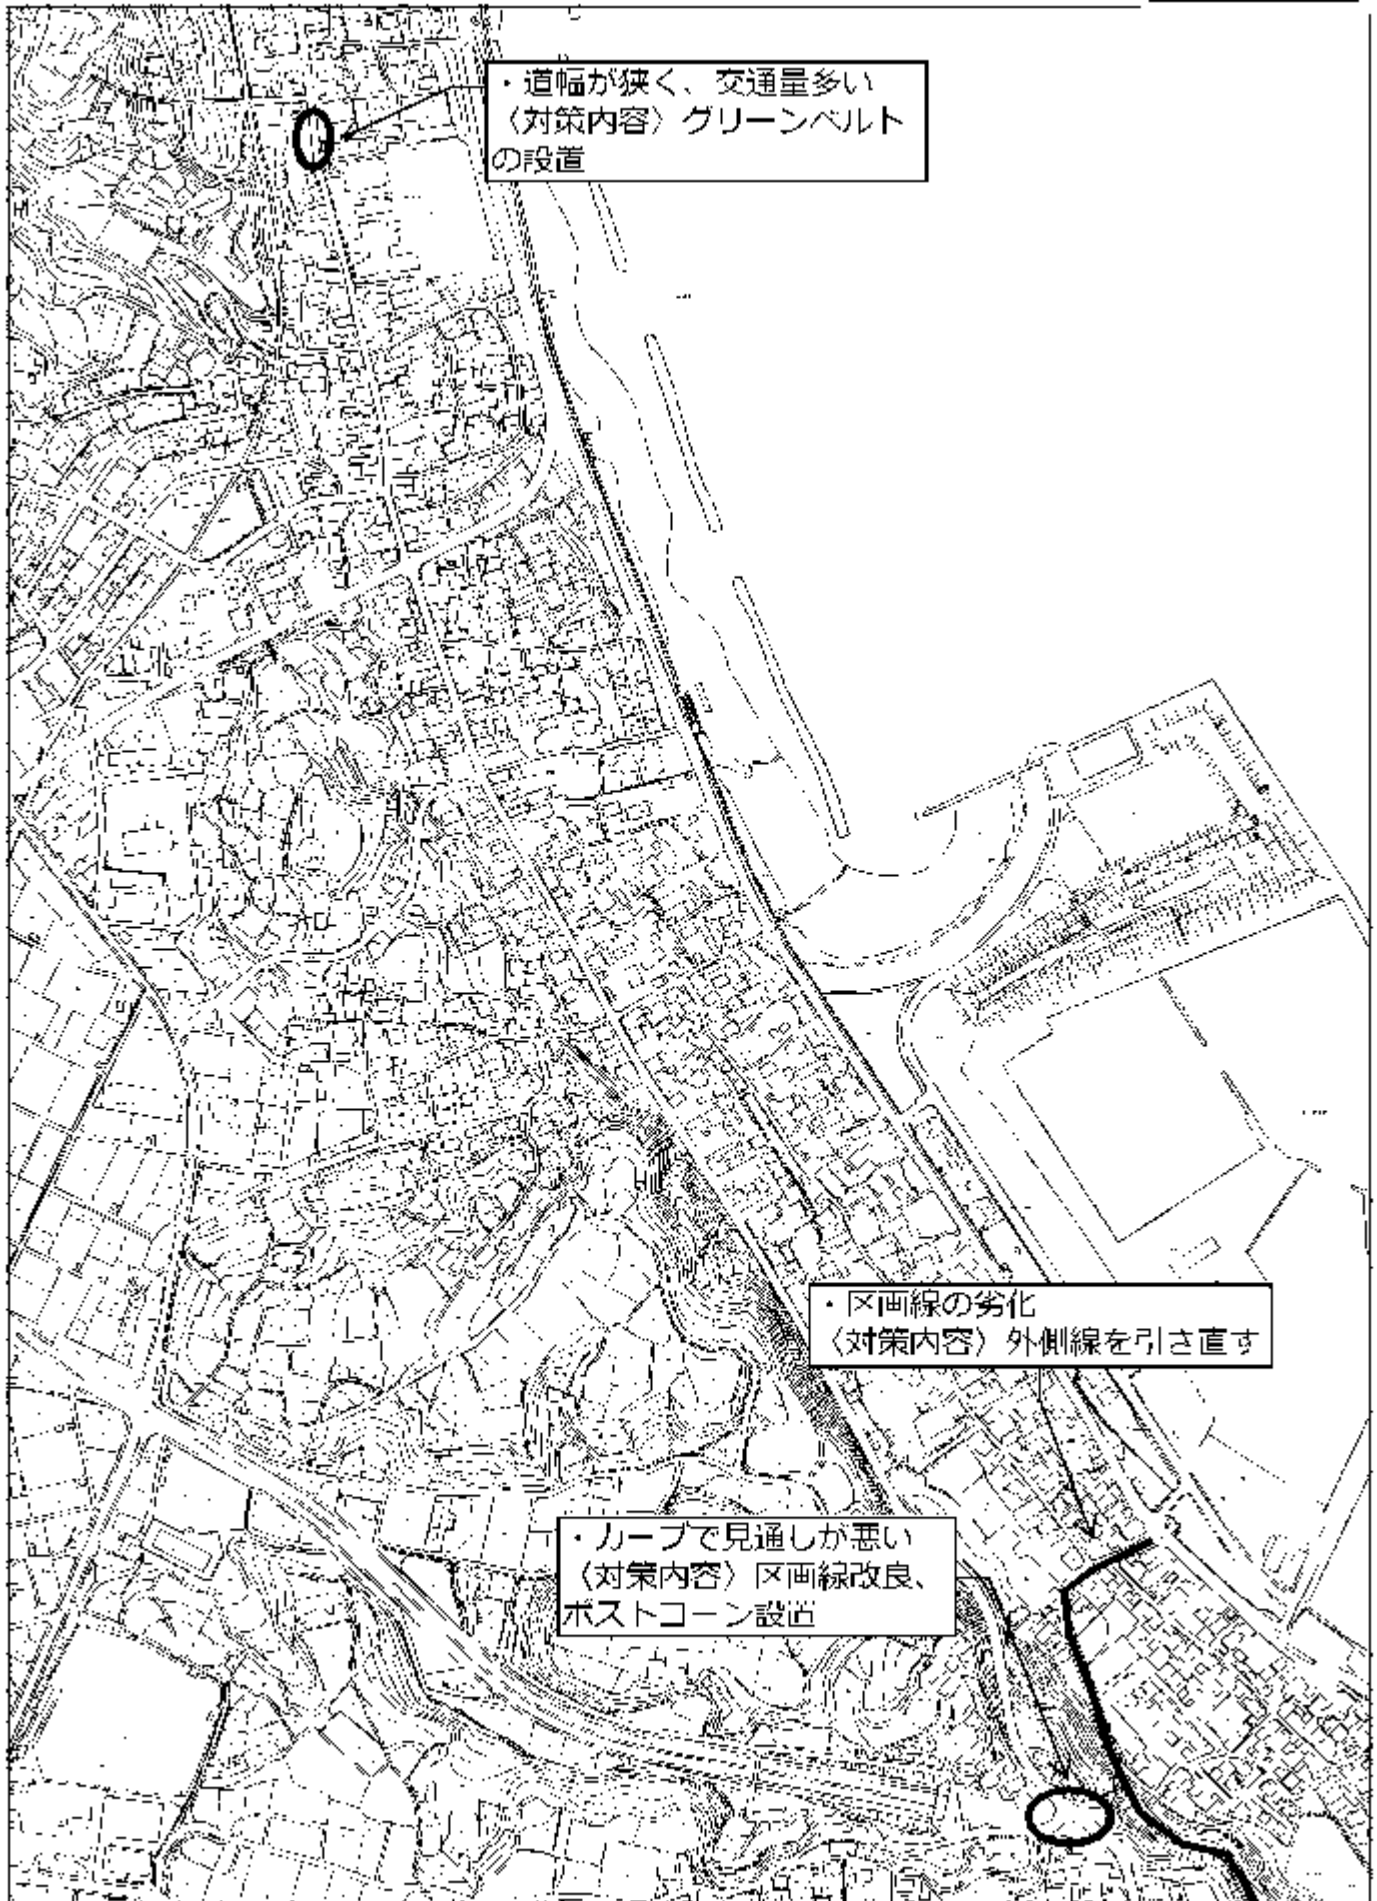 ・道幅が狭く、交通量多い
（対策内容）グリーンベルト
の設置
・区画線の劣化
（対策内容）外側線を引き直す
・カーブで見通しが悪い
（対策内容）区画線改良、
ポストコーン設置